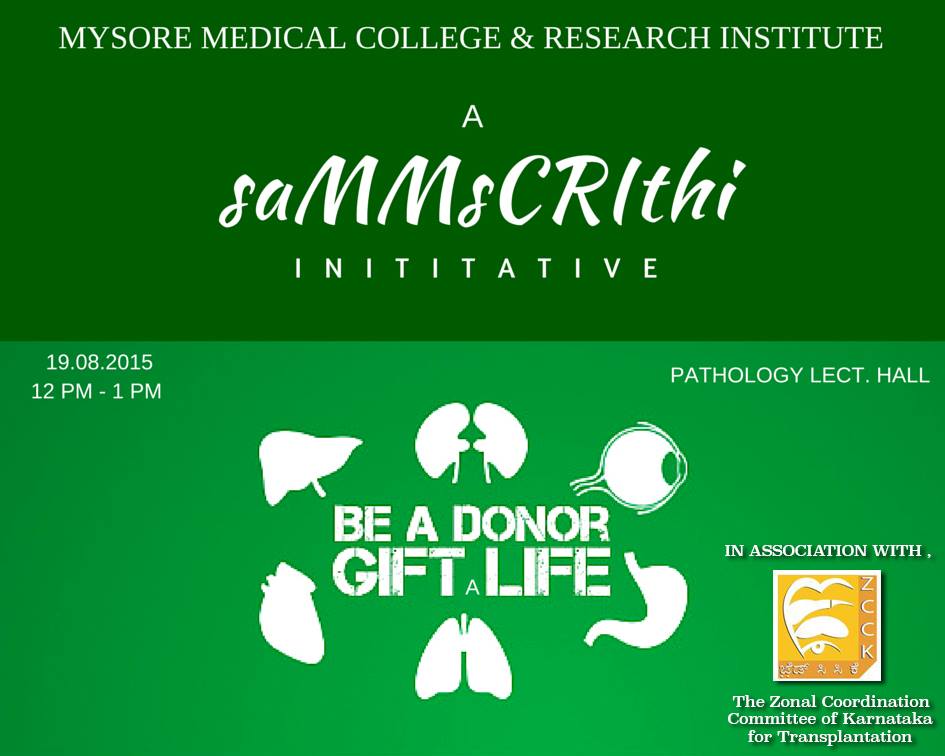 MYSORE MEDICAL COLLEGE & RESEARCH INSTITUTE
A
saMMsCRIthi
INITITATIVE
19.08.2015
12 PM - 1 PM
PATHOLOGY LECT. HALL
BE A DONOR
GIFT A LIFE
IN ASSOCIATION WITH ,
ZCCK
ಝೆಡ್ ಸಿ ಸಿ ಕೆ
The Zonal Coordination
Committee of Karnataka
for Transplantation